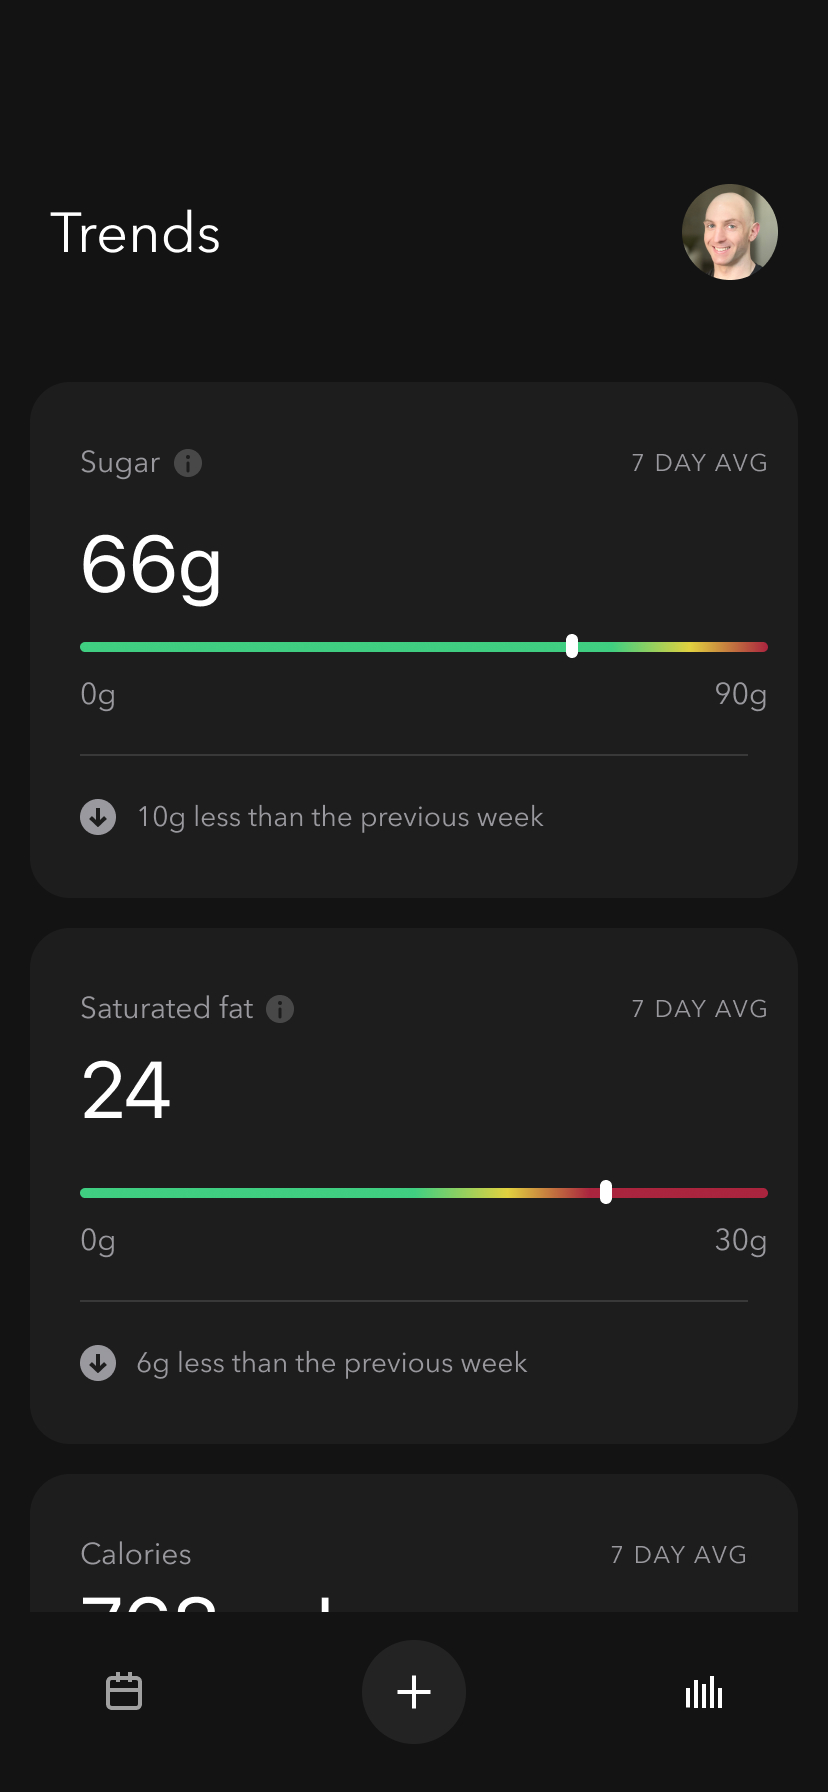 Trends
Sugar
7 DAY AVG
66g
0g
90g
10g less than the previous week
Saturated fat
7 DAY AVG
24
0g
30g
6g less than the previous week
Calories
7 DAY AVG